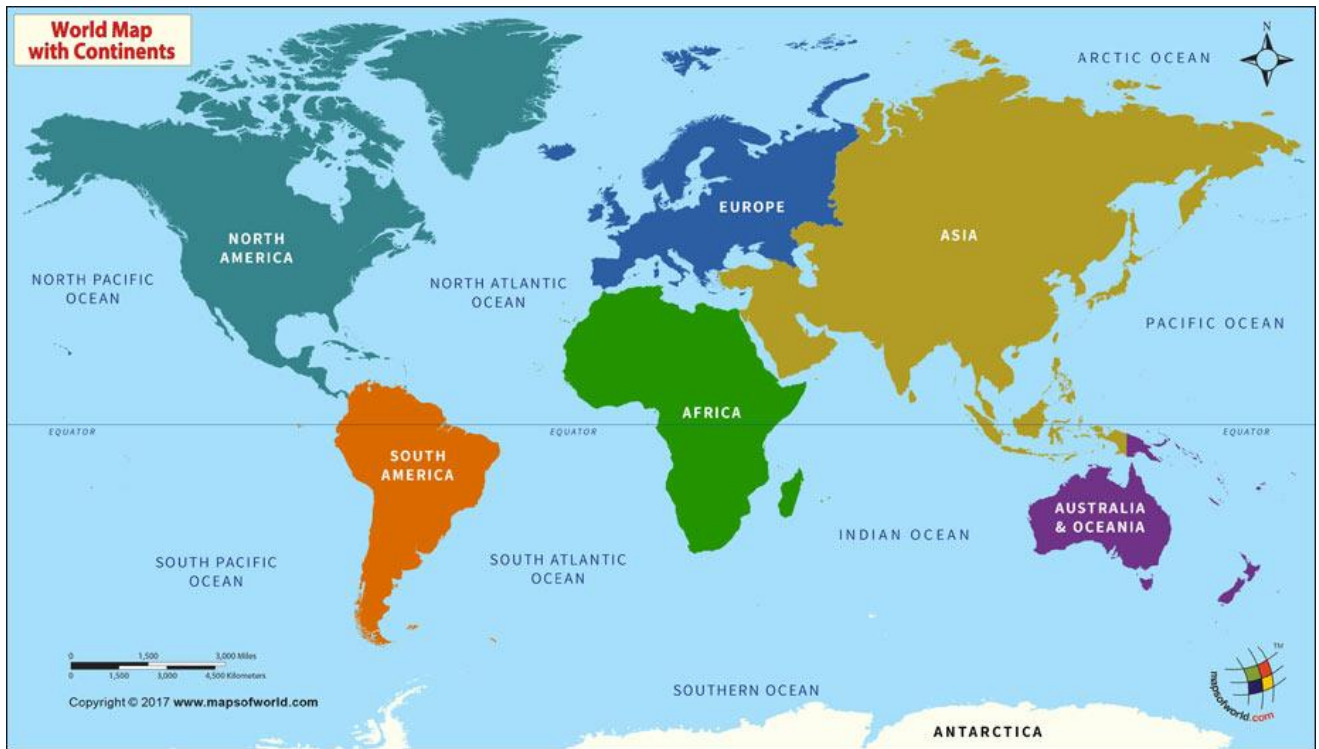 World Map
with Continents
N
ARCTIC OCEAN
EUROPE
NORTH
AMERICA
ASIA
NORTH PACIFIC
OCEAN
NORTH ATLANTIC
OCEAN
PACIFIC OCEAN
AFRICA
EQUATOR
EQUATOR
EQUATOR
SOUTH
AMERICA
AUSTRALIA
& OCEANIA
INDIAN OCEAN
SOUTH PACIFIC
OCEAN
SOUTH ATLANTIC
OCEAN
0 1,500 3,000 Miles
0 1,500 3,000 4,500 Kilometers
Copyright © 2017 www.mapsofworld.com
SOUTHERN OCEAN
TM
mapsofworld.com
ANTARCTICA